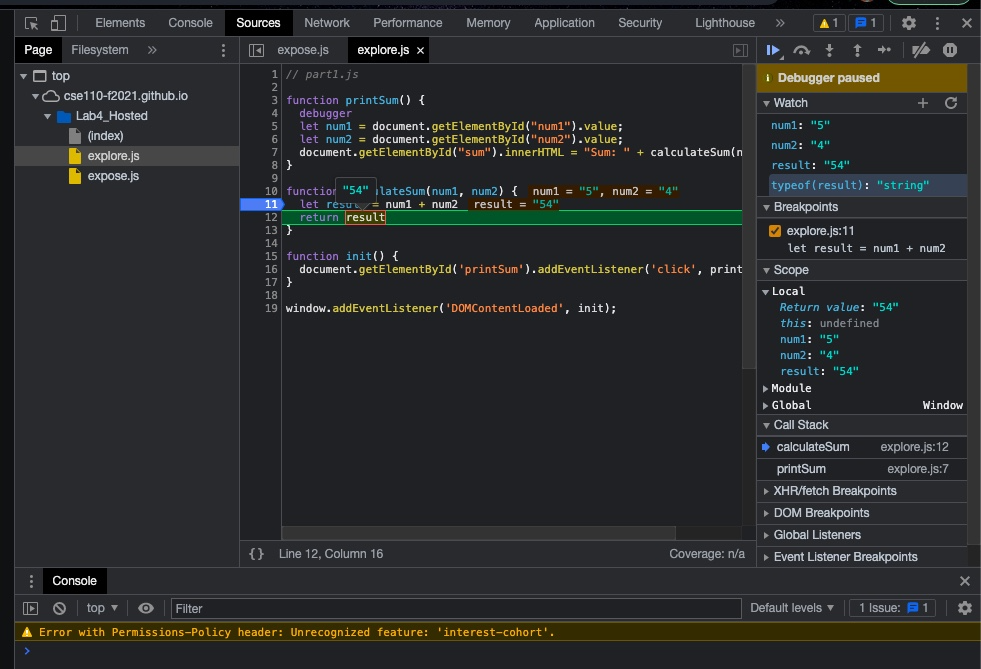 Elements Console Sources Network Performance Memory Application Security Lighthouse » 1 1
Page Filesystem »
expose.js explore.js ×
top
cse110-f2021.github.io
Lab4_Hosted
(index)
explore.js
expose.js
1 // part1.js
2
3 function printSum() {
4 debugger
5 let num1 = document.getElementById("num1").value;
6 let num2 = document.getElementById("num2").value;
7 document.getElementById("sum").innerHTML = "Sum: " + calculateSum(n
8 }
9
"54"
10 function lateSum(num1, num2) { num1 = "5", num2 = "4"
11 let result = num1 + num2 result = "54"
12 return result
13 }
14
15 function init() {
16 document.getElementById('printSum').addEventListener('click', print
17 }
18
19 window.addEventListener('DOMContentLoaded', init);
{} Line 12, Column 16 Coverage: n/a
Debugger paused
Watch
num1: "5"
num2: "4"
result: "54"
typeof(result): "string"
Breakpoints
explore.js:11
let result = num1 + num2
Scope
Local
Return value: "54"
this: undefined
num1: "5"
num2: "4"
result: "54"
Module
Global Window
Call Stack
calculateSum explore.js:12
printSum explore.js:7
XHR/fetch Breakpoints
DOM Breakpoints
Global Listeners
Event Listener Breakpoints
Console
top Filter Default levels 1 Issue: 1
Error with Permissions-Policy header: Unrecognized feature: 'interest-cohort'.